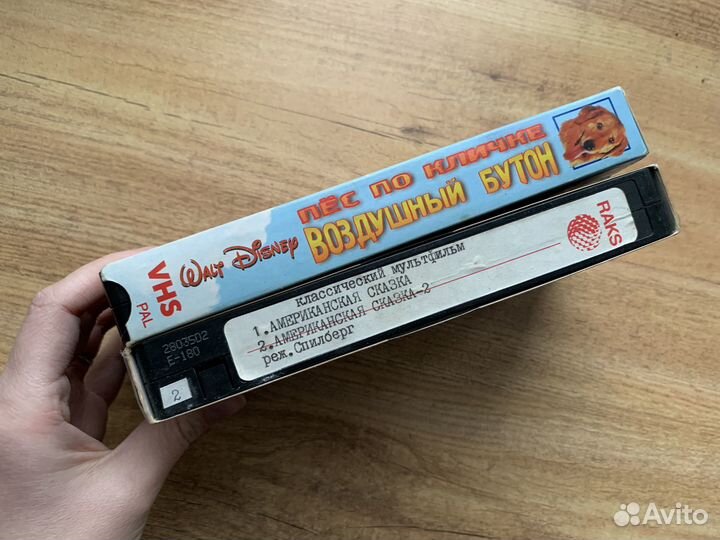 ПЁС ПО КЛИЧКЕ
ВОЗДУШНЫЙ БУТОН
WALT DISNEY
VHS
PAL
RAKS
классический мультфильм
1.АМЕРИКАНСКАЯ СКАЗКА
2.АМЕРИКАНСКАЯ СКАЗКА-2
реж.Спилберг
2803502
E-180
2
Avito